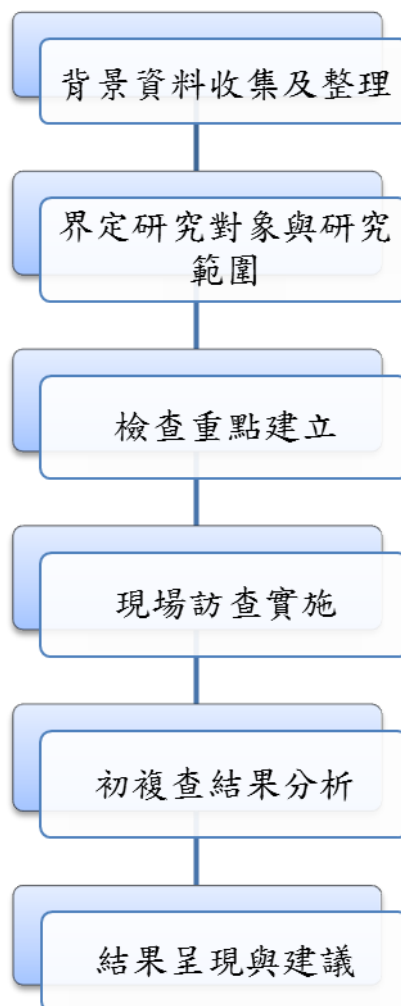 背景資料收集及整理
界定研究對象與研究
範圍
檢查重點建立
現場訪查實施
初複查結果分析
結果呈現與建議